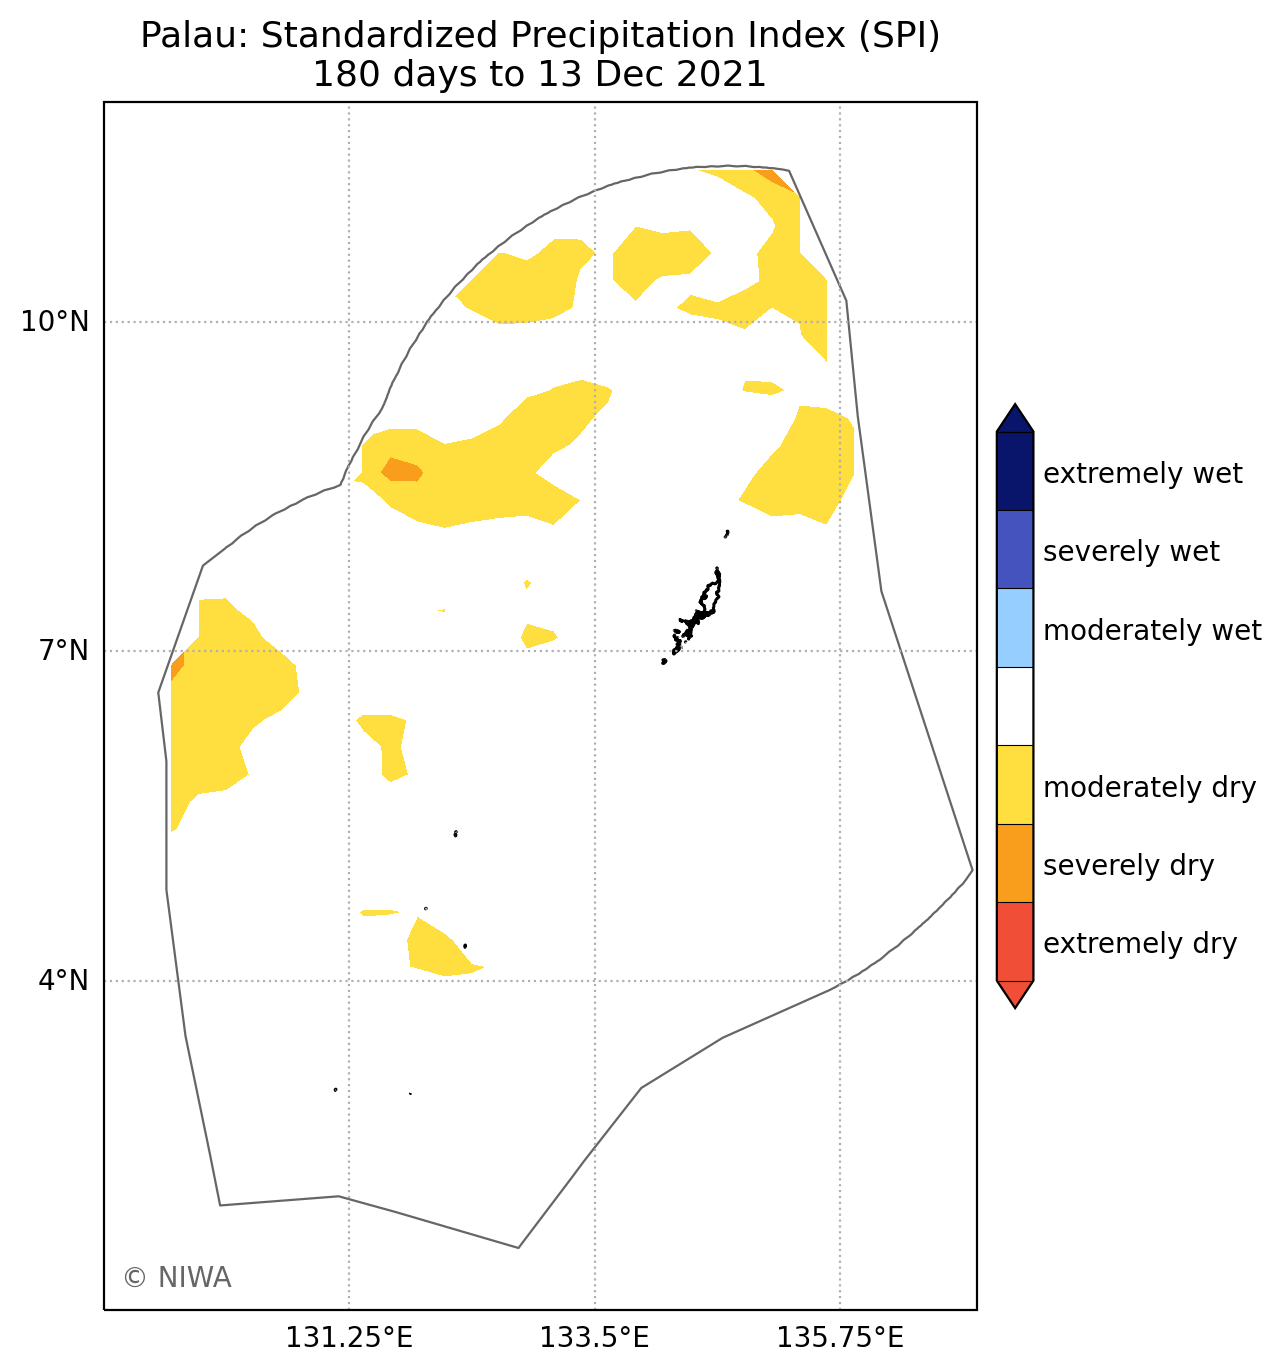 Palau: Standardized Precipitation Index (SPI)
180 days to 13 Dec 2021
10°N
7°N
4°N
131.25°E
133.5°E
135.75°E
extremely wet
severely wet
moderately wet
moderately dry
severely dry
extremely dry
© NIWA